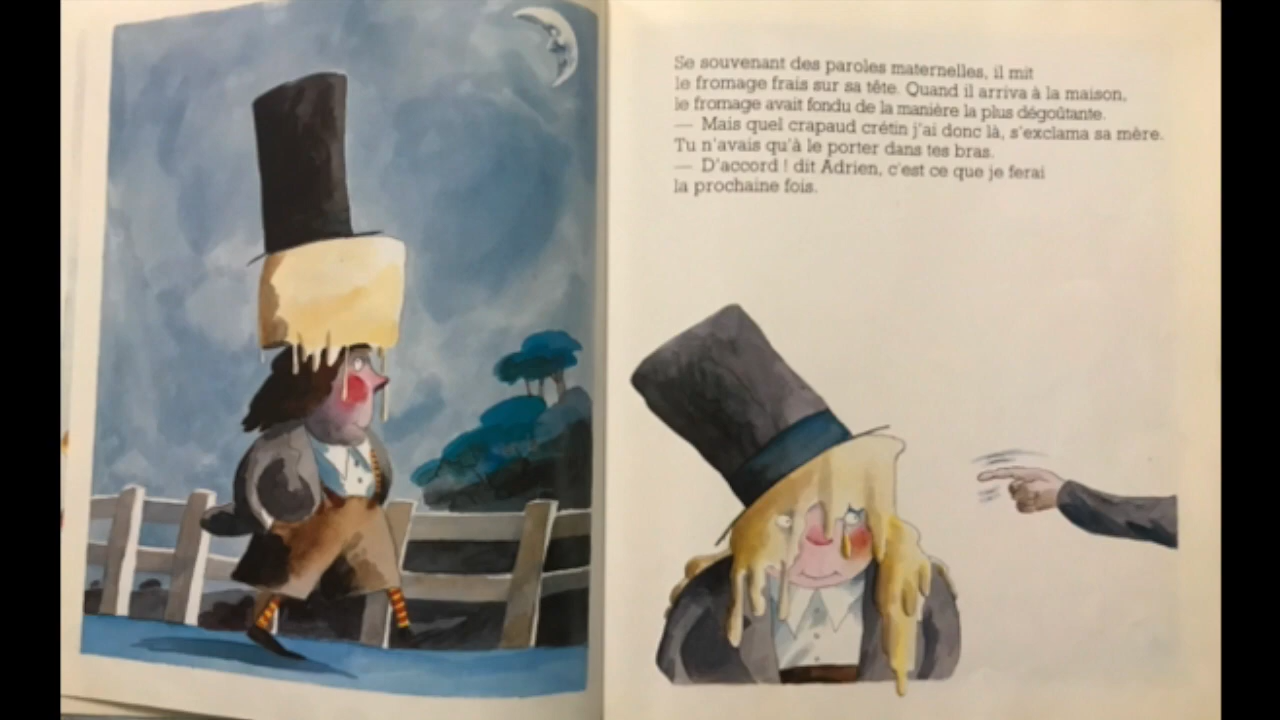 Se souvenant des paroles maternelles, il mit
le fromage frais sur sa tête. Quand il arriva à la maison,
le fromage avait fondu de la manière la plus dégoûtante.
— Mais quel crapaud crétin j'ai donc là, s'exclama sa mère.
Tu n'avais qu'à le porter dans tes bras.
— D'accord ! dit Adrien, c'est ce que je ferai
la prochaine fois.